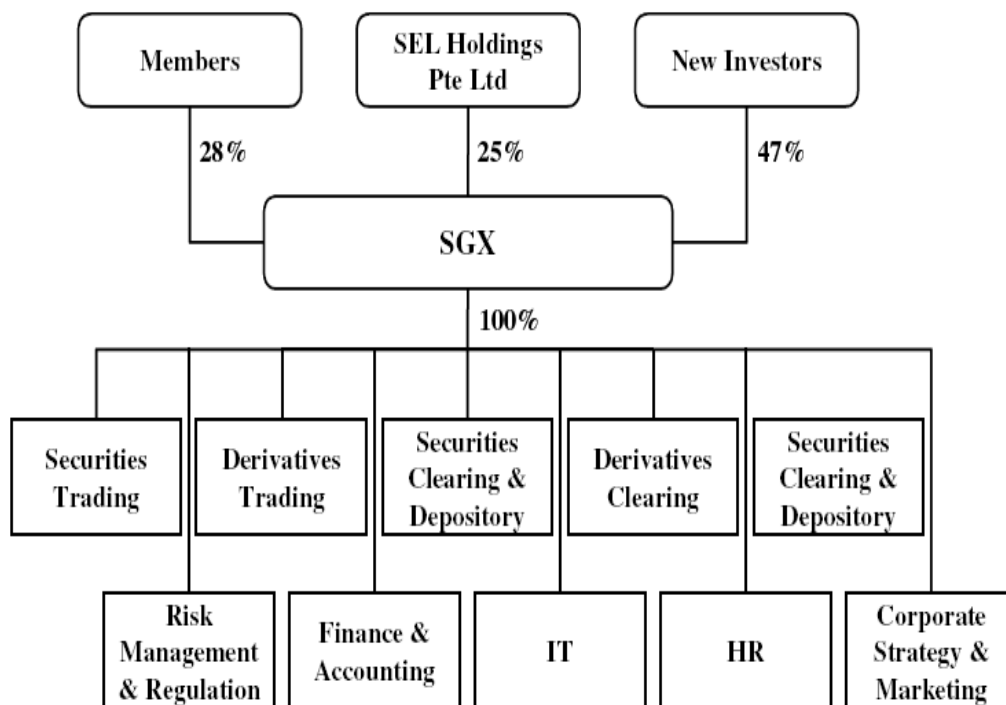 Members
SEL Holdings
Pte Ltd
New Investors
28%
25%
47%
SGX
100%
Securities
Trading
Derivatives
Trading
Securities
Clearing &
Depository
Derivatives
Clearing
Securities
Clearing &
Depository
Risk
Management
& Regulation
Finance &
Accounting
IT
HR
Corporate
Strategy &
Marketing